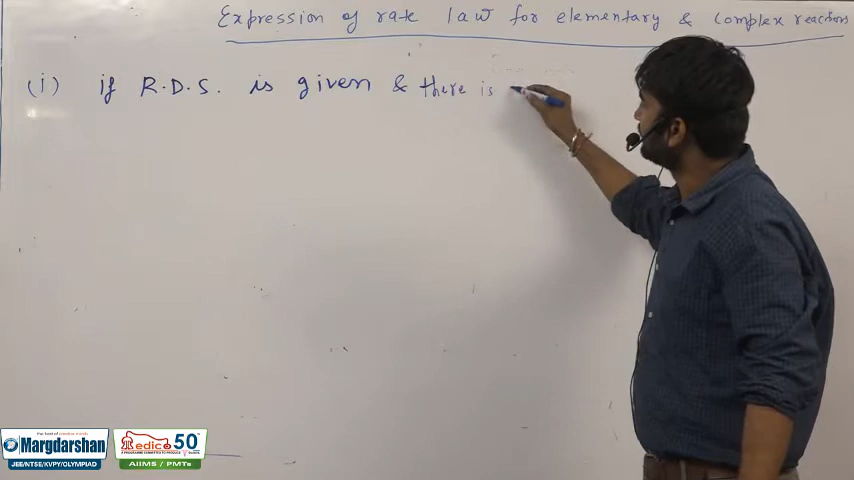 Expression of rate law for elementary & complex reactions
(i) if R.D.S. is given & there is
Margdarshan
JEE/NTSE/KVPY/OLYMPIAD
Medico 50
AIIMS / PMTs